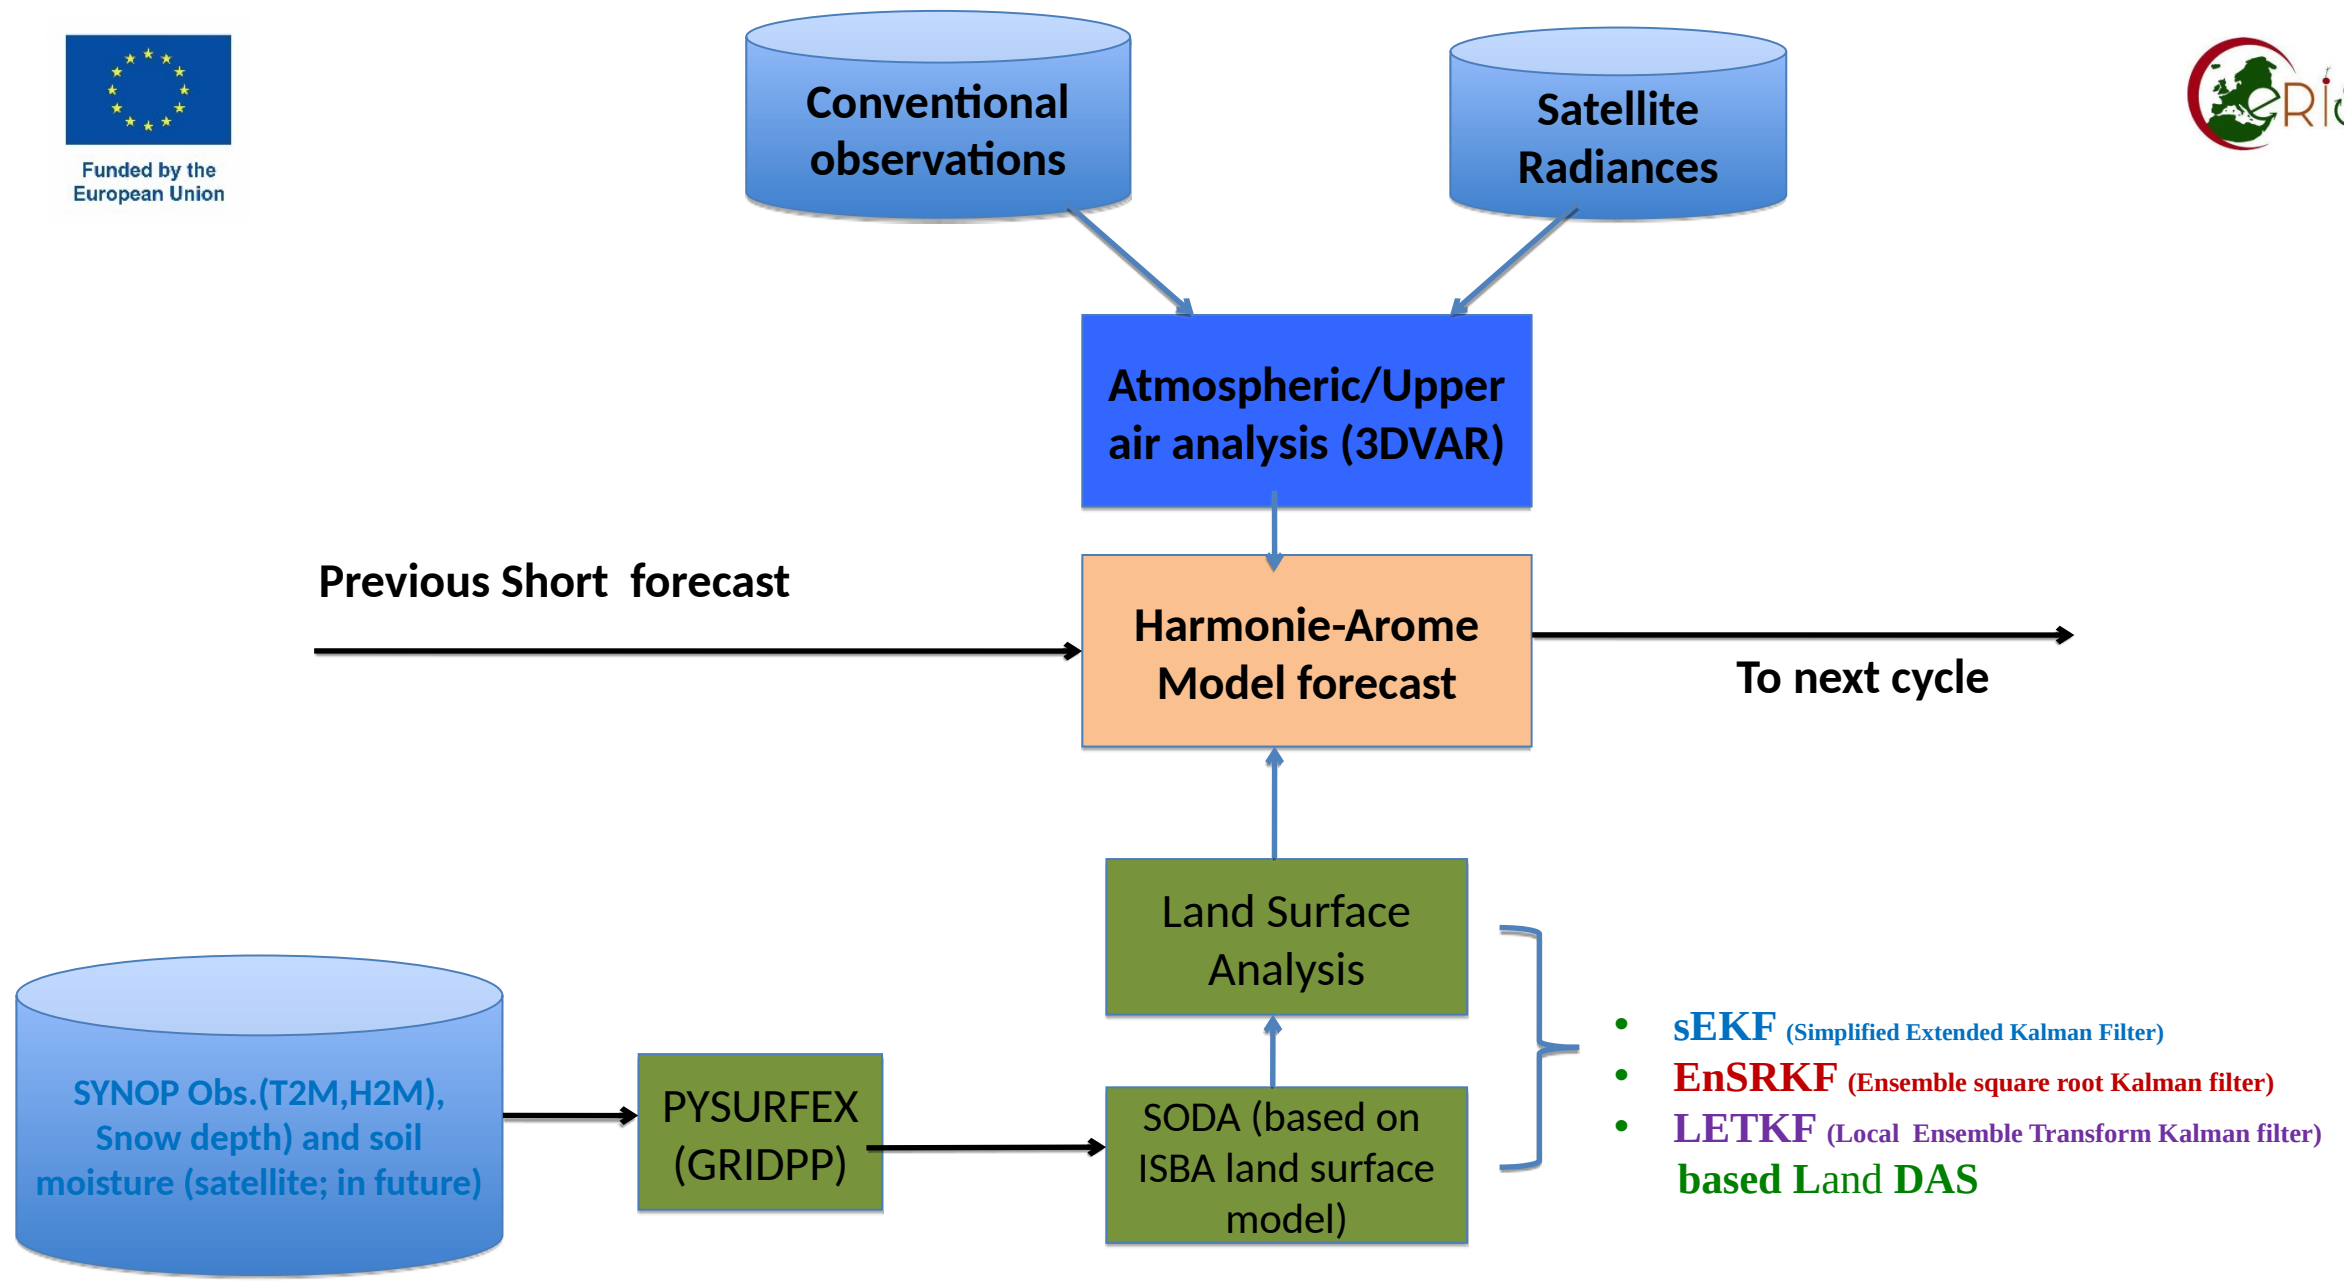 Funded by the
European Union
Conventional
observations
Satellite
Radiances
Atmospheric/Upper
air analysis (3DVAR)
Previous Short  forecast
Harmonie-Arome
Model forecast
To next cycle
Land Surface
Analysis
SYNOP Obs.(T2M,H2M),
Snow depth) and soil
moisture (satellite; in future)
PYSURFEX
(GRIDPP)
SODA (based on
ISBA land surface
model)
• sEKF (Simplified Extended Kalman Filter)
• EnSRKF (Ensemble square root Kalman filter)
• LETKF (Local  Ensemble Transform Kalman filter)
based Land DAS